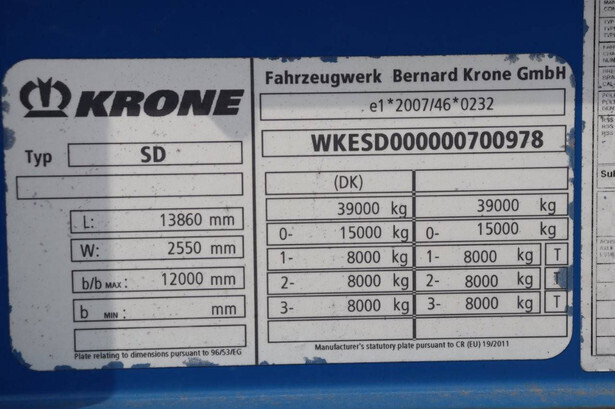 KRONE
Typ SD
L: 13860 mm
W: 2550 mm
b/b MAX: 12000 mm
b MIN: mm
Plate relating to dimensions pursuant to 96/53/EG
Fahrzeugwerk Bernard Krone GmbH
e1*2007/46*0232
WKESD000000700978
(DK)
39000 kg 39000 kg
0- 15000 kg 0- 15000 kg
1- 8000 kg 1- 8000 kg T
2- 8000 kg 2- 8000 kg T
3- 8000 kg 3- 8000 kg T
Manufacturer's statutory plate pursuant to CR (EU) 19/2011